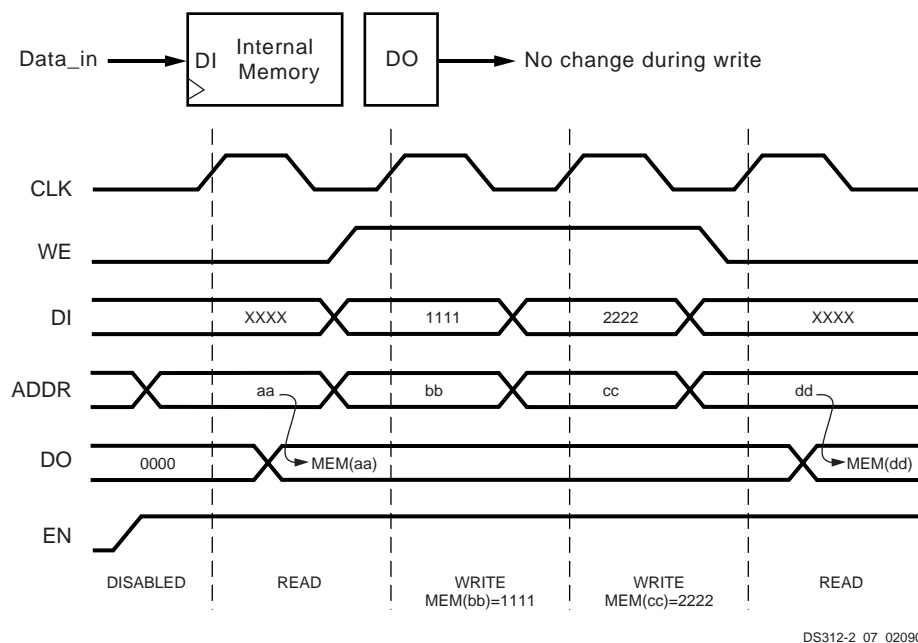 Data_in DI Internal Memory DO No change during write
CLK
WE
DI XXXX 1111 2222 XXXX
ADDR aa bb cc dd
DO 0000 MEM(aa) MEM(dd)
EN
DISABLED READ WRITE WRITE READ
MEM(bb)=1111 MEM(cc)=2222